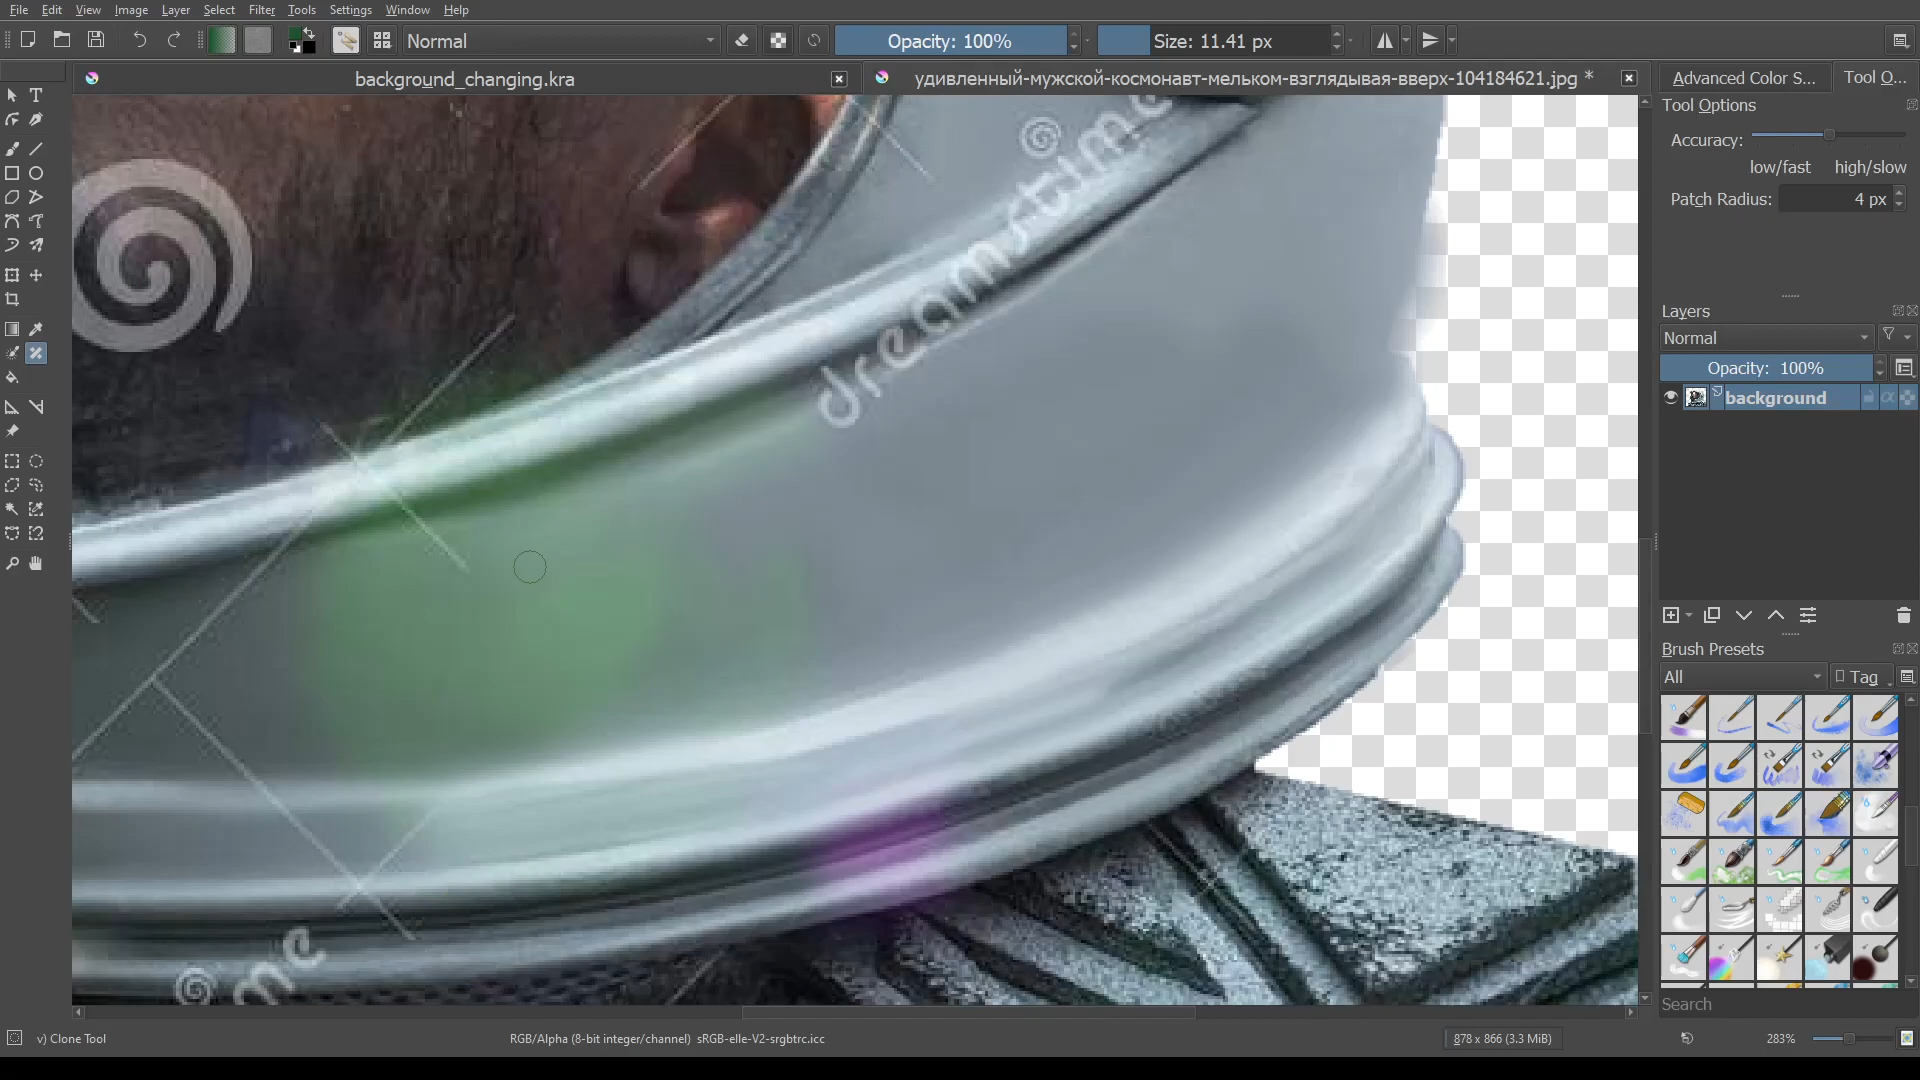 File Edit View Image Layer Select Filter Tools Settings Window Help
Normal
Opacity: 100%
Size: 11.41 px
background_changing.kra
удивленный-мужской-космонавт-мельком-взглядывая-вверх-104184621.jpg *
Advanced Color S...
Tool O...
Tool Options
Accuracy:
low/fast high/slow
Patch Radius: 4 px
Layers
Normal
Opacity: 100%
background
Brush Presets
All
Tag
Search
dreamstime
me
v) Clone Tool
RGB/Alpha (8-bit integer/channel) sRGB-elle-V2-srgbtrc.icc
878 x 866 (3.3 MiB)
283%